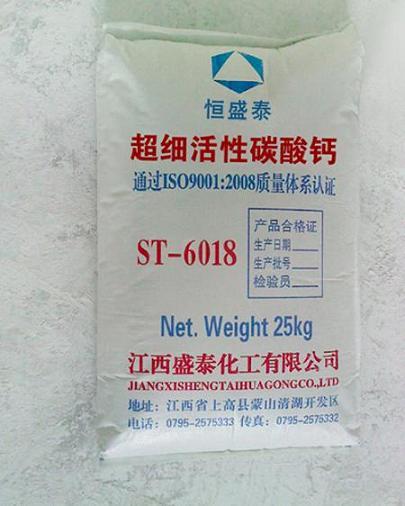 恒盛泰
超细活性碳酸钙
通过ISO9001:2008质量体系认证
ST-6018
产品合格证
生产日期
生产批号
检验员
Net. Weight 25kg
江西盛泰化工有限公司
JIANGXISHENGTAIHUAGONGCO.,LTD
地址：江西省上高县蒙山清湖开发区
电话：0795-2575333 传真：0795-2575332